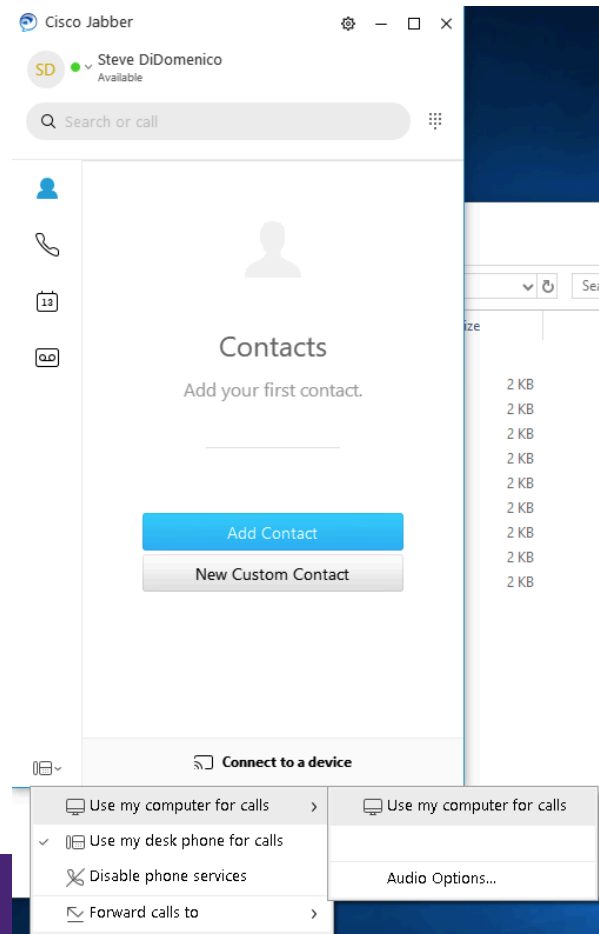 Cisco Jabber
SD
Steve DiDomenico
Available
Search or call
13
Contacts
Add your first contact.
Add Contact
New Custom Contact
Connect to a device
Use my computer for calls
Use my desk phone for calls
Disable phone services
Forward calls to
Use my computer for calls
Audio Options...
2 KB
2 KB
2 KB
2 KB
2 KB
2 KB
2 KB
2 KB
2 KB